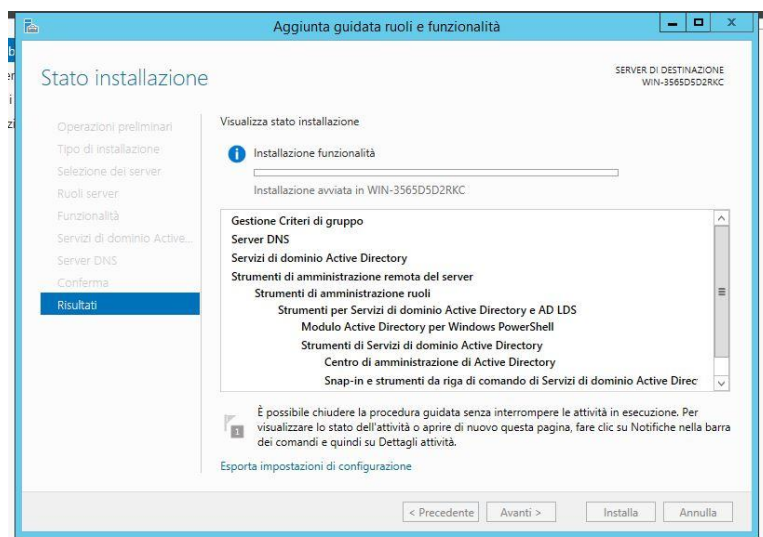 Aggiunta guidata ruoli e funzionalità
Stato installazione
SERVER DI DESTINAZIONE
WIN-3565D5D2RKC
Operazioni preliminari
Tipo di installazione
Selezione dei server
Ruoli server
Funzionalità
Servizi di dominio Active...
Server DNS
Conferma
Risultati
Visualizza stato installazione
Installazione funzionalità
Installazione avviata in WIN-3565D5D2RKC
Gestione Criteri di gruppo
Server DNS
Servizi di dominio Active Directory
Strumenti di amministrazione remota del server
Strumenti di amministrazione ruoli
Strumenti per Servizi di dominio Active Directory e AD LDS
Modulo Active Directory per Windows PowerShell
Strumenti di Servizi di dominio Active Directory
Centro di amministrazione di Active Directory
Snap-in e strumenti da riga di comando di Servizi di dominio Active Direc
1
È possibile chiudere la procedura guidata senza interrompere le attività in esecuzione. Per
visualizzare lo stato dell'attività o aprire di nuovo questa pagina, fare clic su Notifiche nella barra
dei comandi e quindi su Dettagli attività.
Esporta impostazioni di configurazione
< Precedente
Avanti >
Installa
Annulla